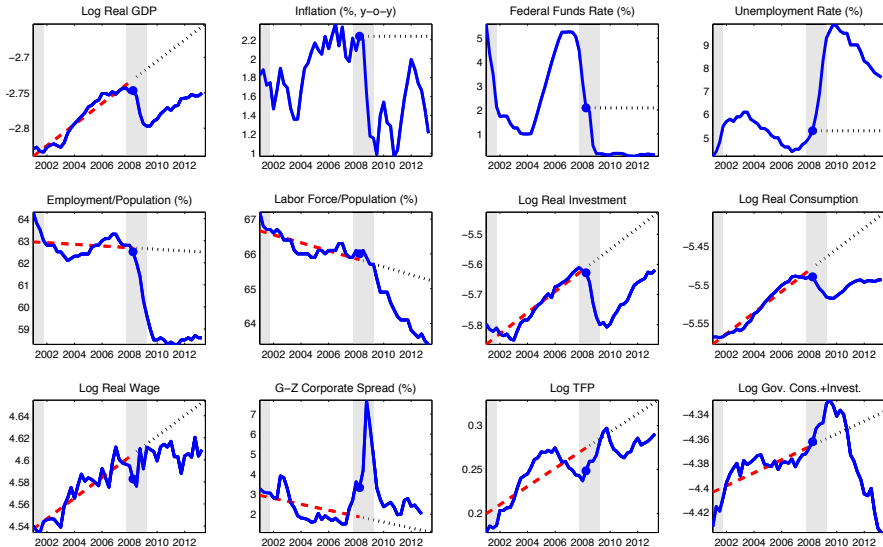 Log Real GDP
−2.7
−2.75
−2.8
2002 2004 2006 2008 2010 2012
Inflation (%, y−o−y)
2.2
2
1.8
1.6
1.4
1.2
1
2002 2004 2006 2008 2010 2012
Federal Funds Rate (%)
5
4
3
2
1
2002 2004 2006 2008 2010 2012
Unemployment Rate (%)
9
8
7
6
5
2002 2004 2006 2008 2010 2012
Employment/Population (%)
64
63
62
61
60
59
2002 2004 2006 2008 2010 2012
Labor Force/Population (%)
67
66
65
64
2002 2004 2006 2008 2010 2012
Log Real Investment
−5.5
−5.6
−5.7
−5.8
2002 2004 2006 2008 2010 2012
Log Real Consumption
−5.45
−5.5
−5.55
2002 2004 2006 2008 2010 2012
Log Real Wage
4.64
4.62
4.6
4.58
4.56
4.54
2002 2004 2006 2008 2010 2012
G−Z Corporate Spread (%)
7
6
5
4
3
2
2002 2004 2006 2008 2010 2012
Log TFP
0.3
0.25
0.2
2002 2004 2006 2008 2010 2012
Log Gov. Cons.+Invest.
−4.34
−4.36
−4.38
−4.4
−4.42
2002 2004 2006 2008 2010 2012